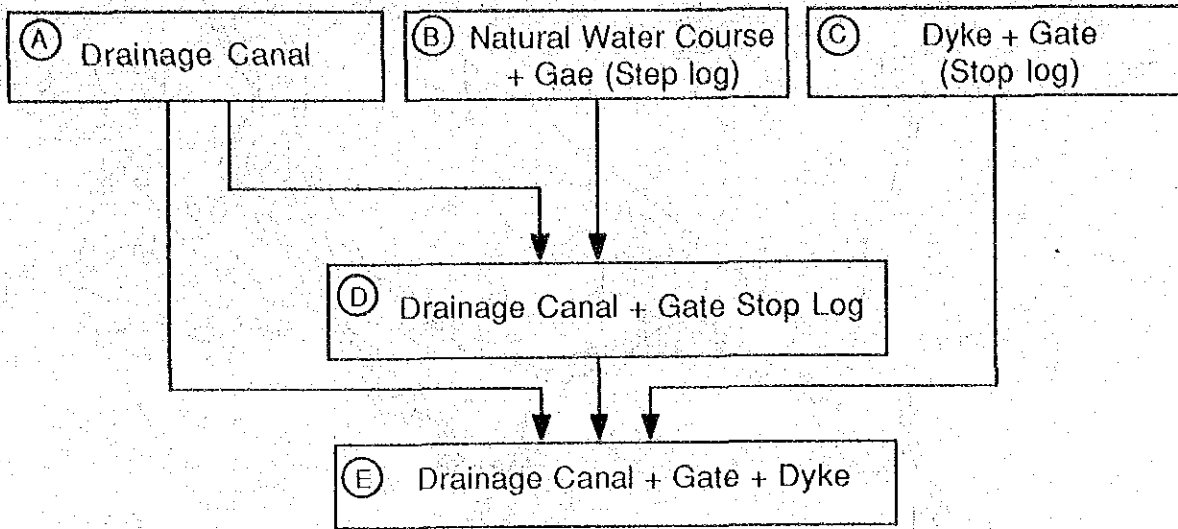 A Drainage Canal
B Natural Water Course
+ Gae (Step log)
C Dyke + Gate
(Stop log)
D Drainage Canal + Gate Stop Log
E Drainage Canal + Gate + Dyke